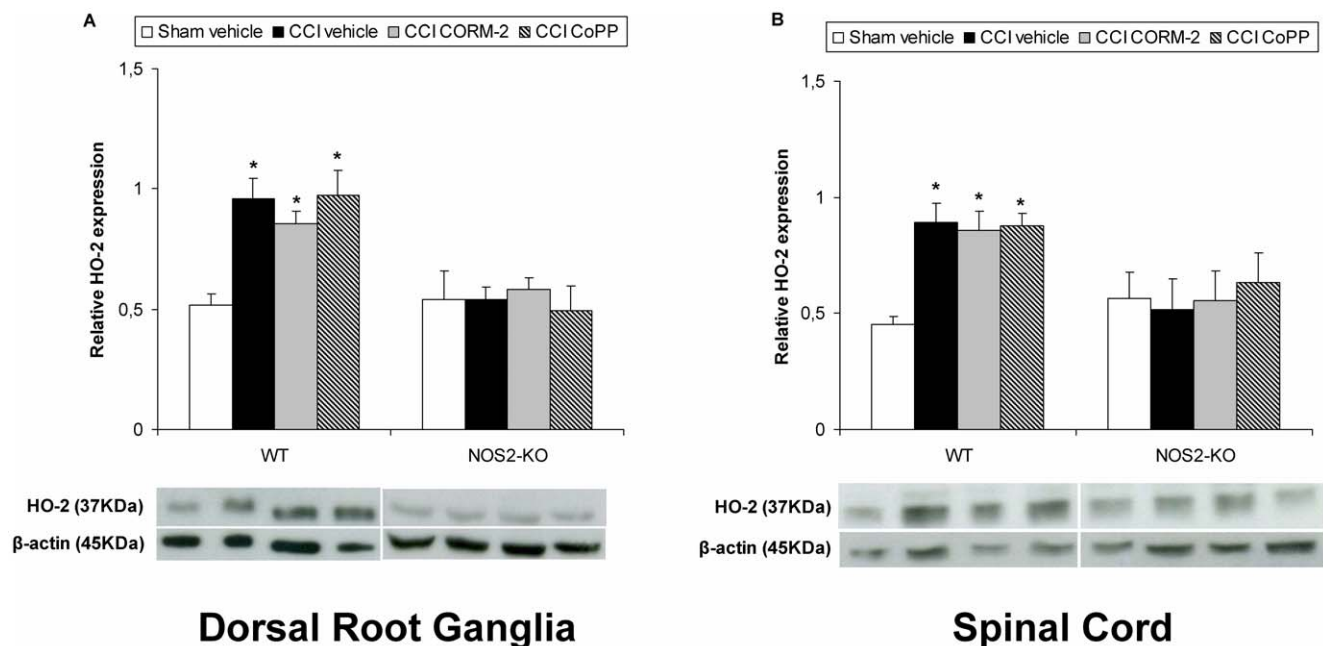 A
Sham vehicle CCI vehicle CCI CORM-2 CCI CoPP
1,5
1
0,5
0
Relative HO-2 expression
*
*
*
WT NOS2-KO
HO-2 (37KDa)
β-actin (45KDa)
Dorsal Root Ganglia
B
Sham vehicle CCI vehicle CCI CORM-2 CCI CoPP
1,5
1
0,5
0
Relative HO-2 expression
*
*
*
WT NOS2-KO
HO-2 (37KDa)
β-actin (45KDa)
Spinal Cord